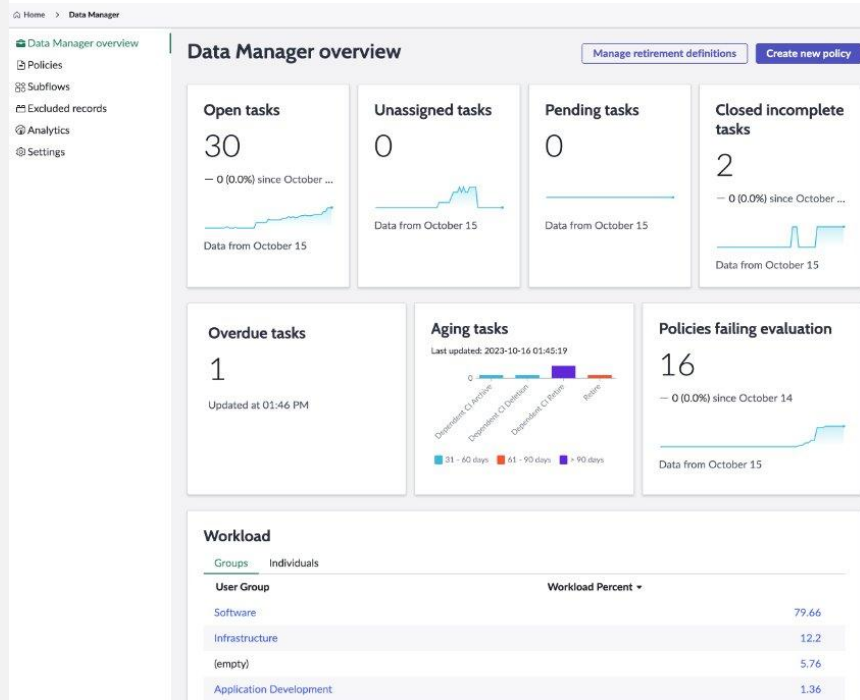 Home > Data Manager
Data Manager overview
Policies
Subflows
Excluded records
Analytics
Settings
Data Manager overview
Manage retirement definitions
Create new policy
Open tasks
30
— 0 (0.0%) since October ...
Data from October 15
Unassigned tasks
0
Data from October 15
Pending tasks
0
Data from October 15
Closed incomplete
tasks
2
— 0 (0.0%) since October ...
Data from October 15
Overdue tasks
1
Updated at 01:46 PM
Aging tasks
Last updated: 2023-10-16 01:45:19
0
Dependent CI Archive
Dependent CI Deletion
Dependent CI Retire
Retire
31 - 60 days
61 - 90 days
> 90 days
Policies failing evaluation
16
— 0 (0.0%) since October 14
Data from October 15
Workload
Groups Individuals
User Group Workload Percent
Software 79.66
Infrastructure 12.2
(empty) 5.76
Application Development 1.36